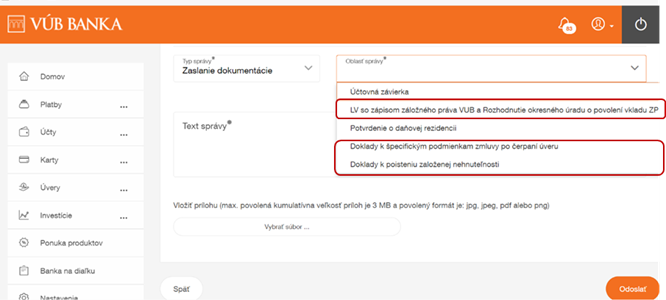 VÚB BANKA
63
Typ správy*
Zaslanie dokumentácie
Oblasť správy*
Domov
Platby ...
Účty ...
Karty ...
Úvery ...
Investície ...
Ponuka produktov
Banka na diaľku
Nastavenie
Účtovná závierka
LV so zápisom záložného práva VUB a Rozhodnutie okresného úradu o povolení vkladu ZP
Potvrdenie o daňovej rezidencii
Doklady k špecifickým podmienkam zmluvy po čerpaní úveru
Doklady k poisteniu založenej nehnuteľnosti
Text správy*
Vložiť prílohu (max. povolená kumulatívna veľkosť príloh je 3 MB a povolený formát je: jpg, jpeg, pdf alebo png)
Vybrať súbor ...
Späť
Odoslať